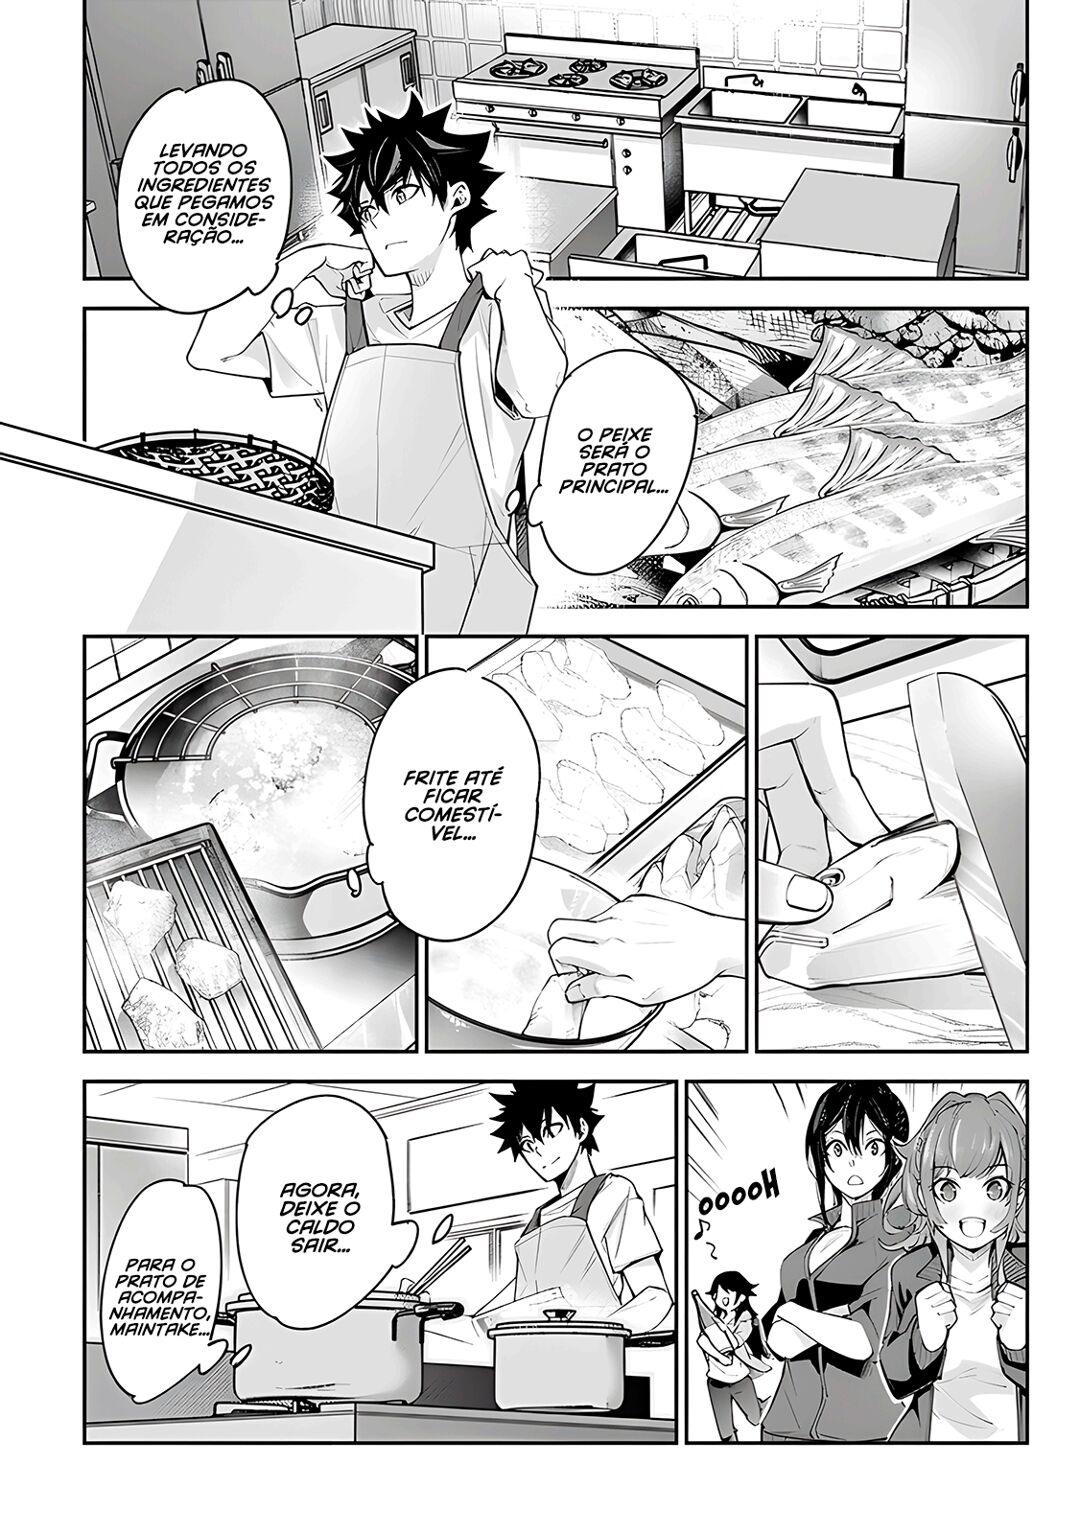 LEVANDO
TODOS OS
INGREDIENTES
QUE PEGAMOS
EM CONSIDE-
RAÇÃO...
O PEIXE
SERÁ O
PRATO
PRINCIPAL...
FRITE ATÉ
FICAR
COMESTÍ-
VEL...
AGORA,
DEIXE O
CALDO
SAIR...
PARA O
PRATO DE
ACOMPA-
NHAMENTO,
MAINTAKE...
OOOOH